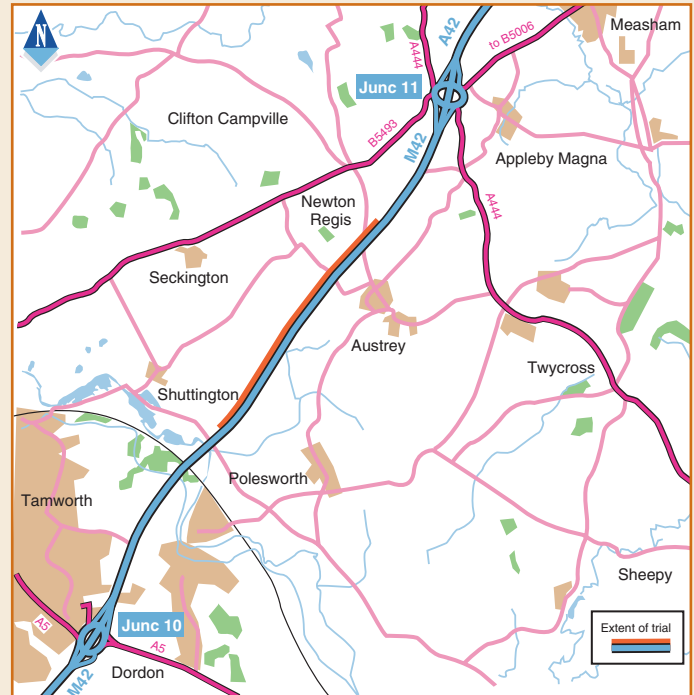 N
A444
A42
to B5006
Measham
Junc 11
Clifton Campville
B5493
M42
Appleby Magna
A444
Newton
Regis
Seckington
Austrey
Twycross
Shuttington
Polesworth
Tamworth
Sheepy
A5
Junc 10
A5
Dordon
M42
Extent of trial